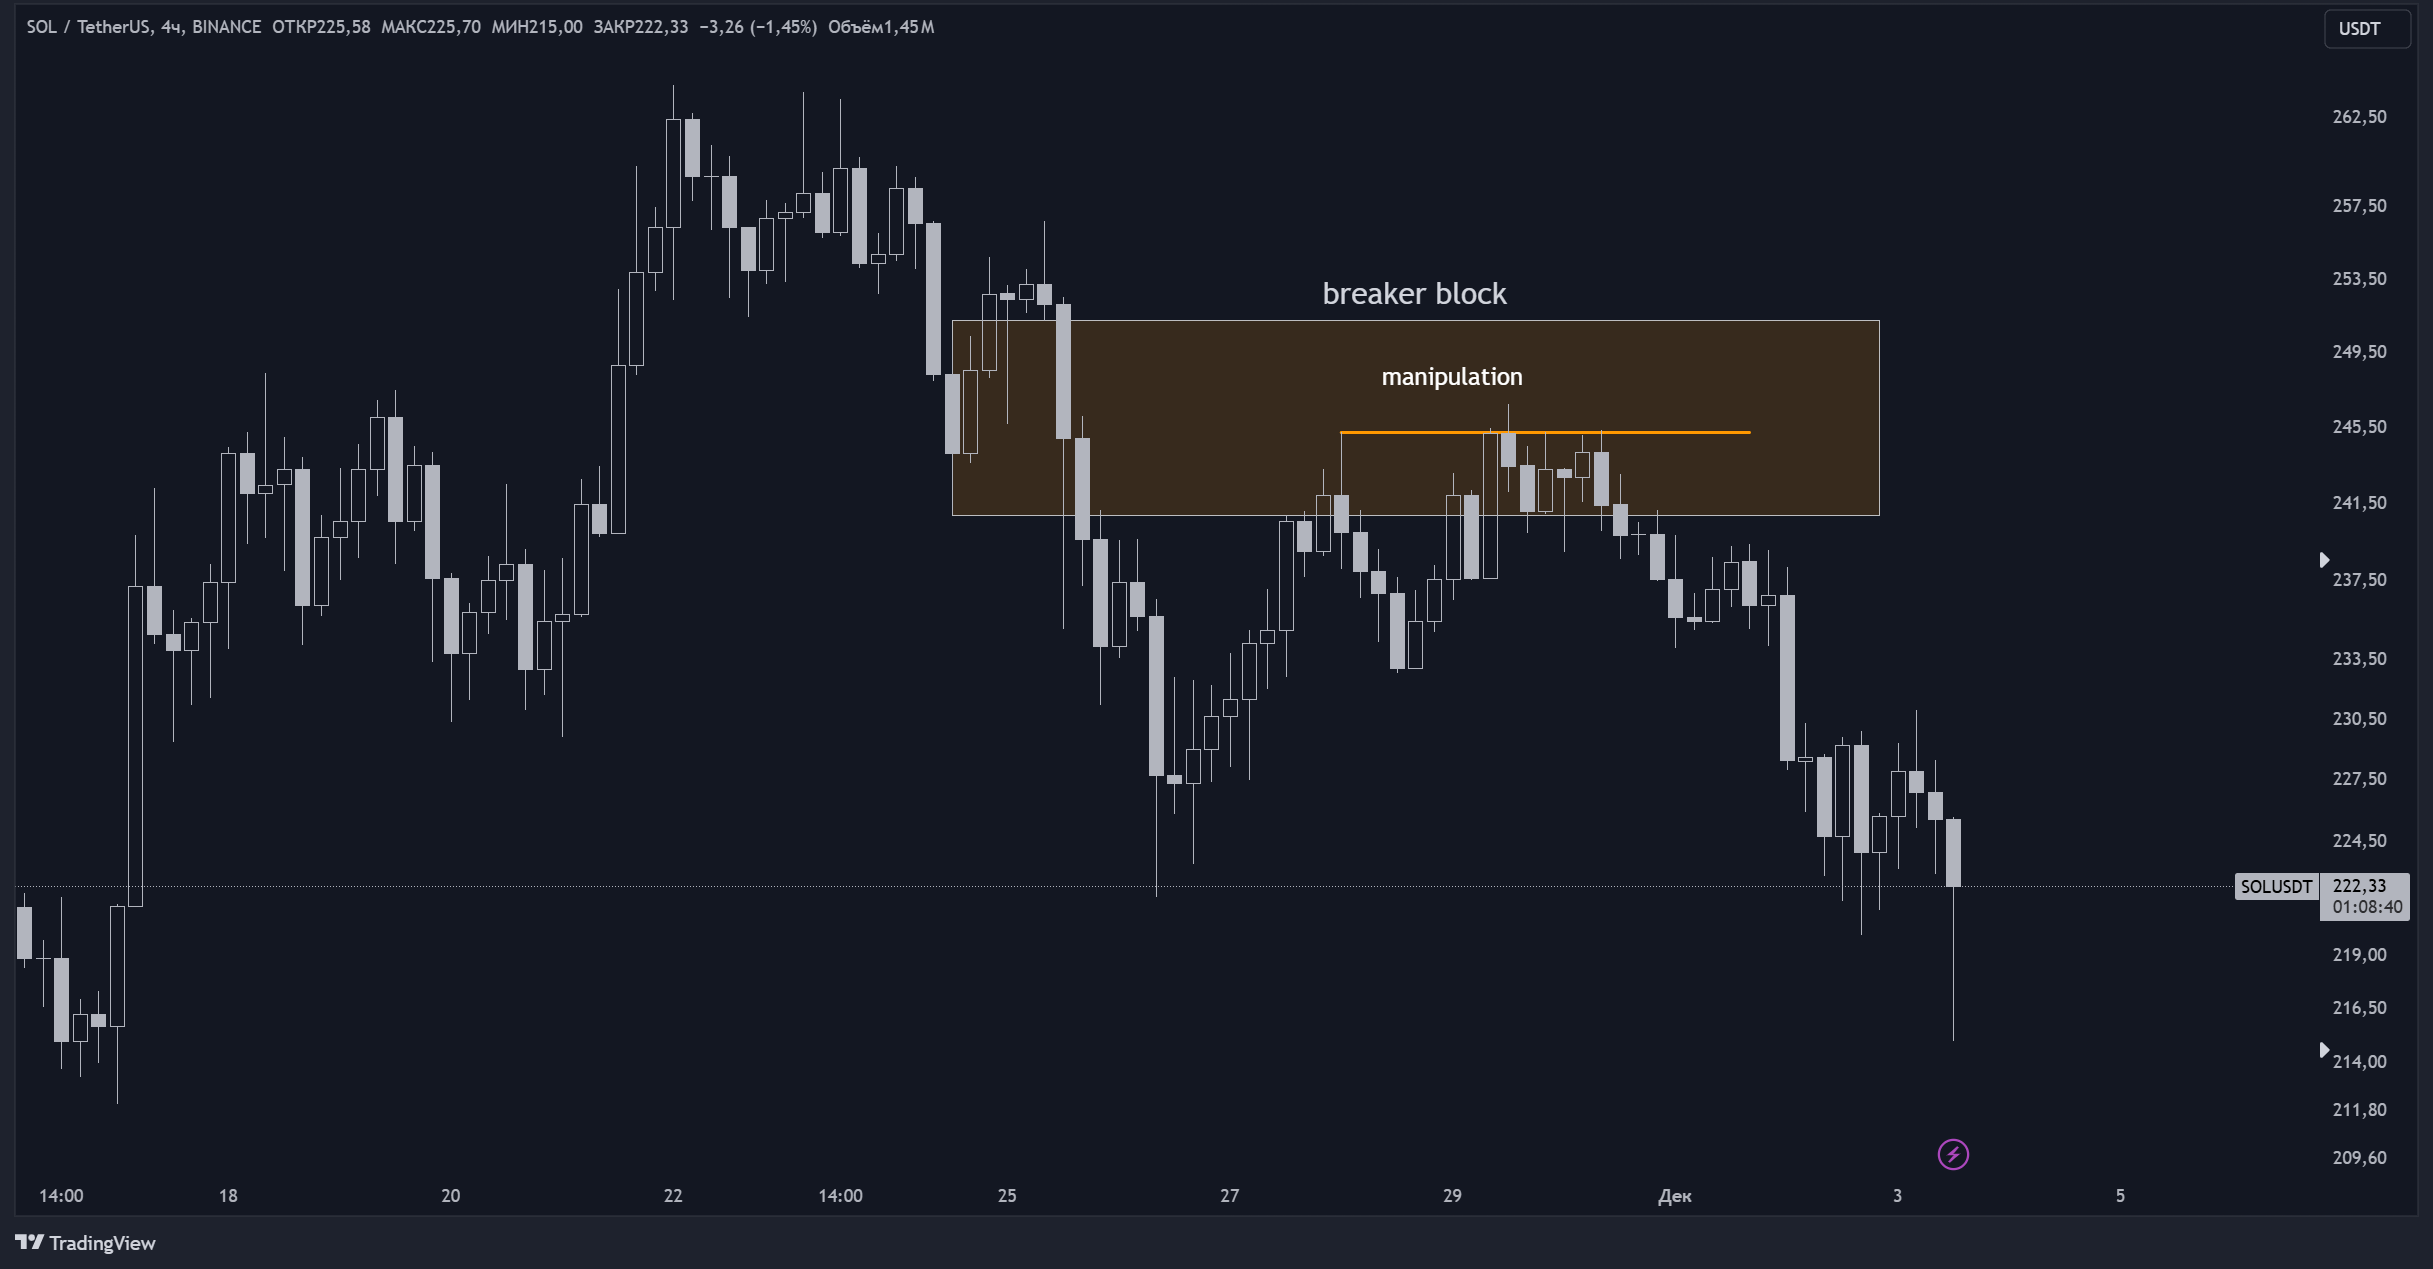 SOL / TetherUS, 4ч, BINANCE ОТКР225,58 МАКС225,70 МИН215,00 ЗАКР222,33 −3,26 (−1,45%) Объём1,45 M
USDT
262,50
257,50
253,50
breaker block
249,50
manipulation
245,50
241,50
237,50
233,50
230,50
227,50
224,50
SOLUSDT 222,33
01:08:40
219,00
216,50
214,00
211,80
209,60
14:00 18 20 22 14:00 25 27 29 Дек 3 5
TradingView